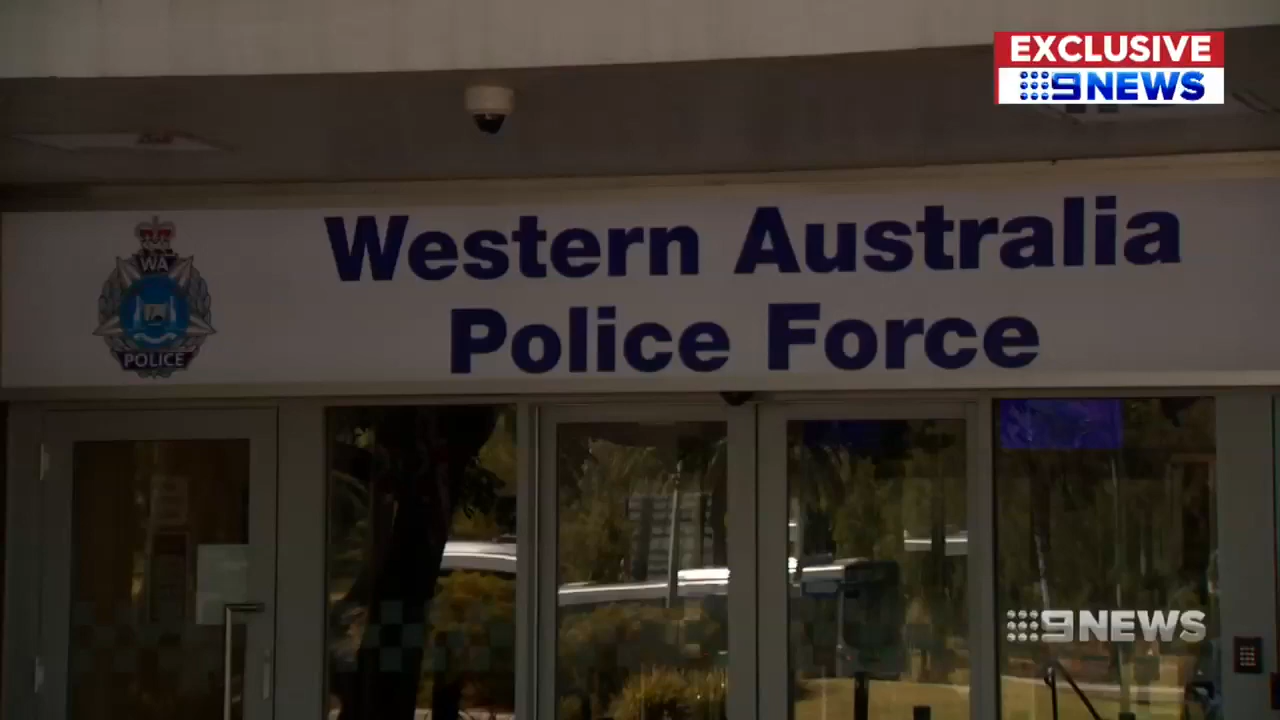 EXCLUSIVE
9NEWS
Western Australia
Police Force
WA
POLICE
9NEWS